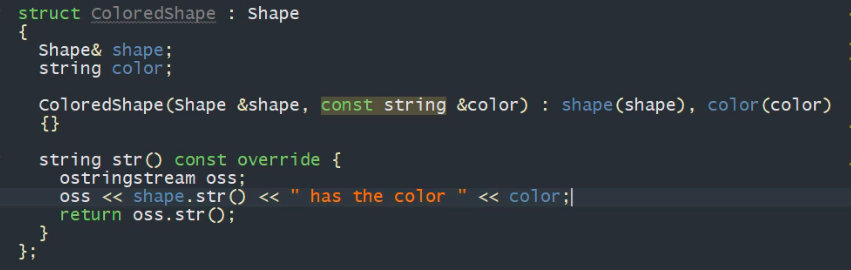 struct ColoredShape : Shape
{
  Shape& shape;
  string color;

  ColoredShape(Shape &shape, const string &color) : shape(shape), color(color)
  {}

  string str() const override {
    ostringstream oss;
    oss << shape.str() << " has the color " << color;
    return oss.str();
  }
};